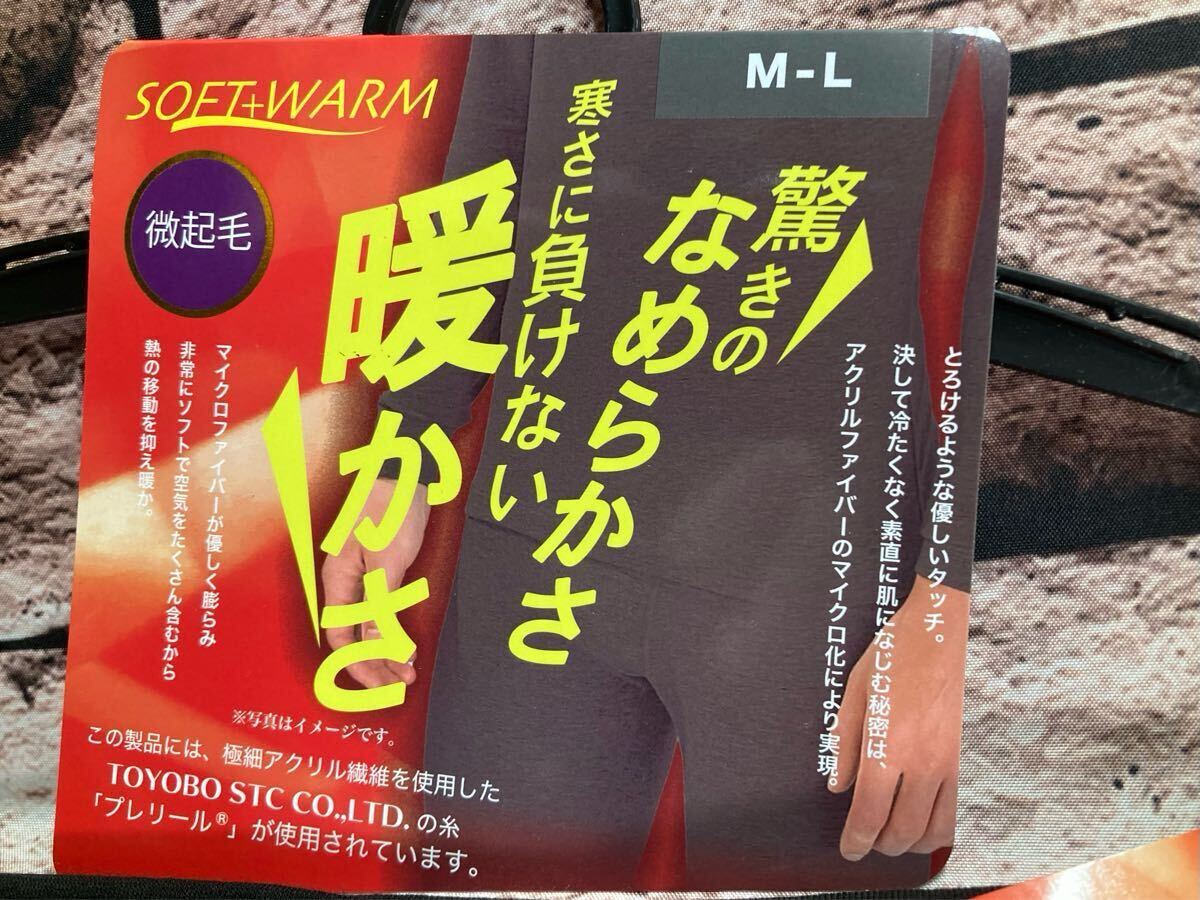 SOFT+WARM
M-L
微起毛
驚きの
なめらかさ
寒さに負けない
暖かさ
とろけるような優しいタッチ。
決して冷たくなく素直に肌になじむ秘密は、
アクリルファイバーのマイクロ化により実現。
マイクロファイバーが優しく膨らみ
非常にソフトで空気をたくさん含むから
熱の移動を抑え暖か。
※写真はイメージです。
この製品には、極細アクリル繊維を使用した
TOYOBO STC CO.,LTD. の糸
「プレリール®」が使用されています。